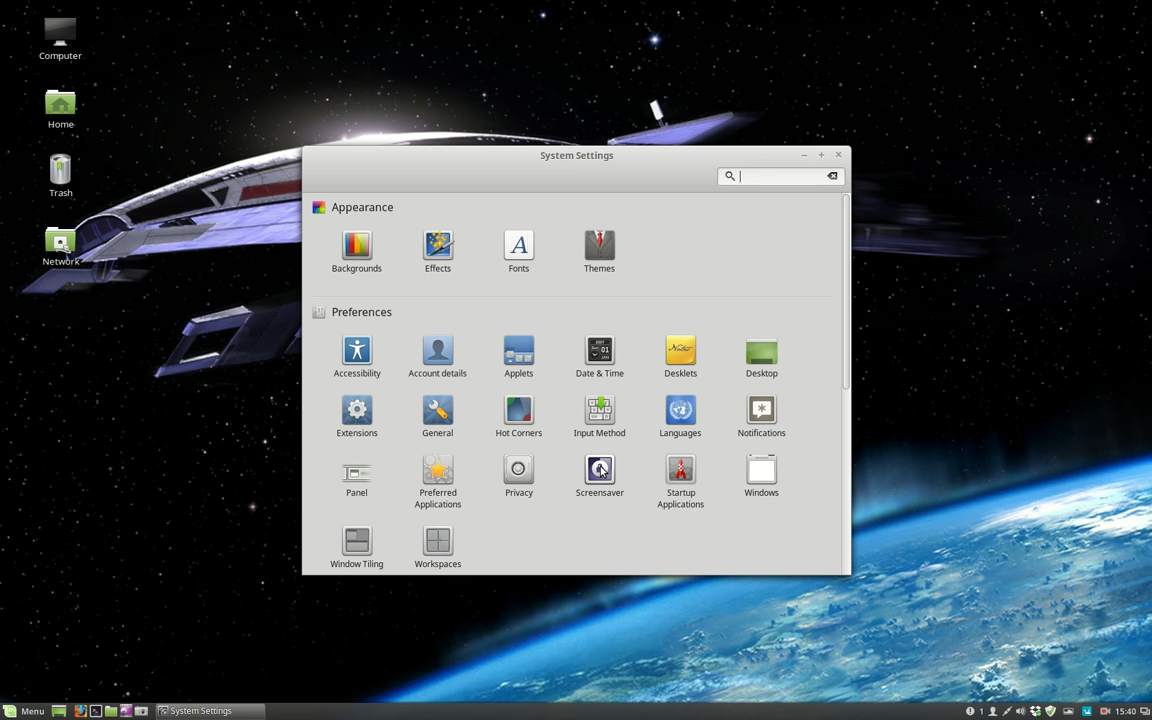 Computer
Home
Trash
Network
System Settings
Appearance
Backgrounds
Effects
Fonts
Themes
Preferences
Accessibility
Account details
Applets
Date & Time
Desklets
Desktop
Extensions
General
Hot Corners
Input Method
Languages
Notifications
Panel
Preferred
Applications
Privacy
Screensaver
Startup
Applications
Windows
Window Tiling
Workspaces
Menu
System Settings
1
15:40